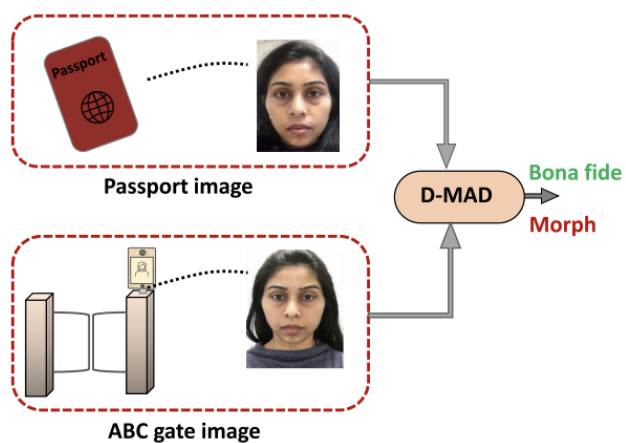 Passport
Passport image
D-MAD
Bona fide
Morph
ABC gate image